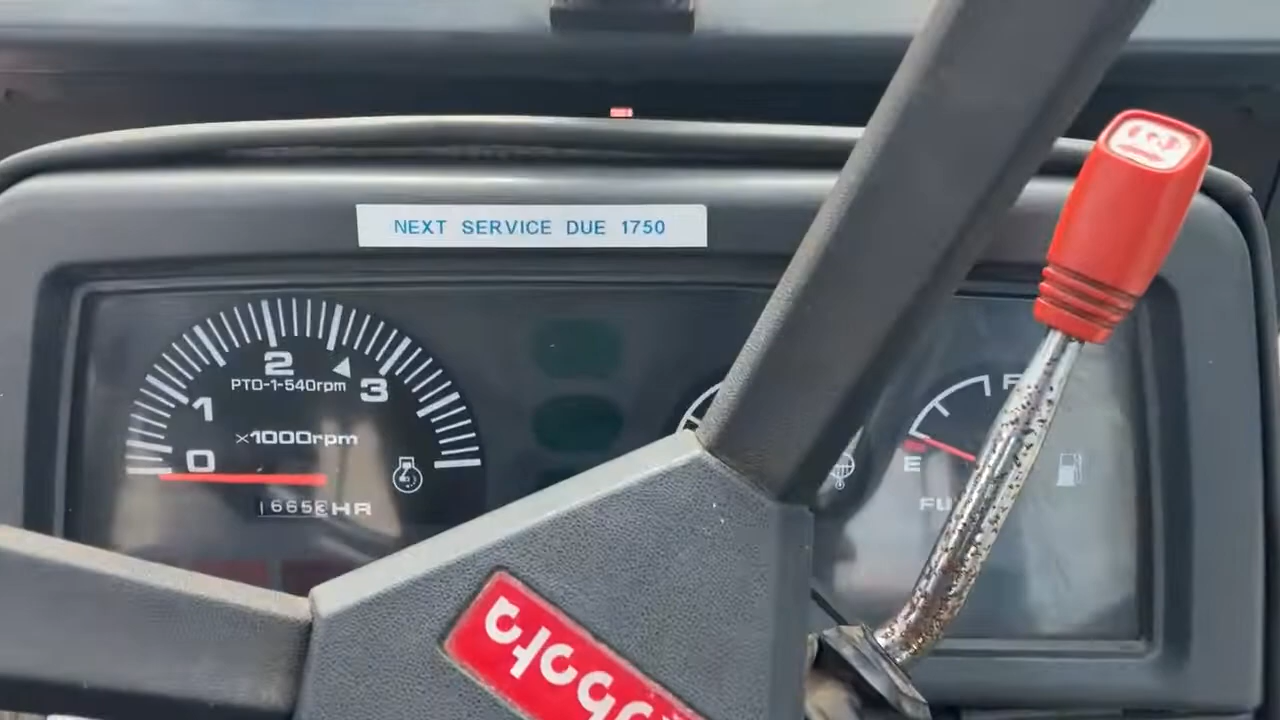 NEXT SERVICE DUE 1750
2
PTO-1-540rpm
3
1
×1000rpm
0
E
HR